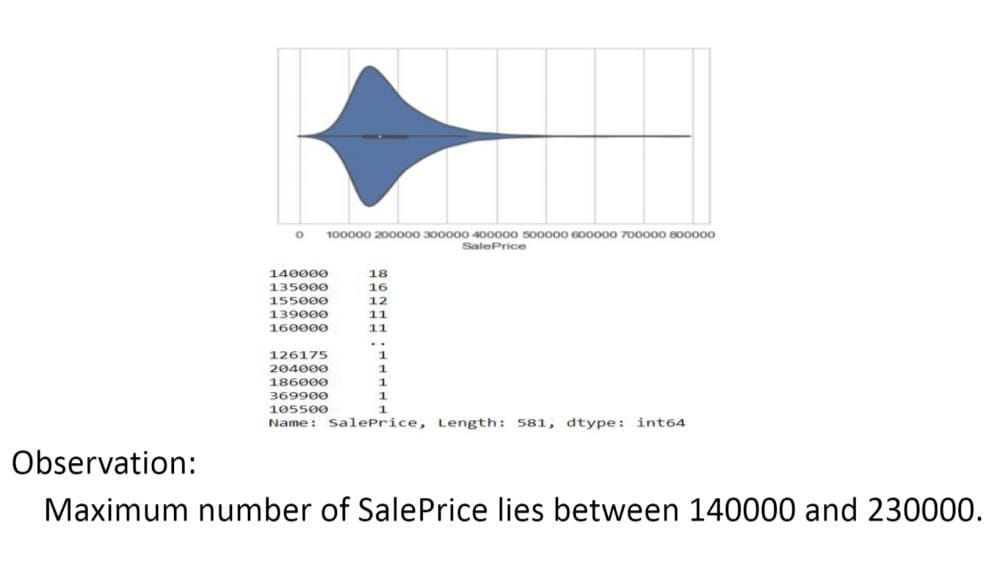 0 100000 200000 300000 400000 500000 600000 700000 800000
SalePrice
140000 18
135000 16
155000 12
139000 11
160000 11
..
126175 1
204000 1
186000 1
369900 1
105500 1
Name: SalePrice, Length: 581, dtype: int64
Observation:
Maximum number of SalePrice lies between 140000 and 230000.